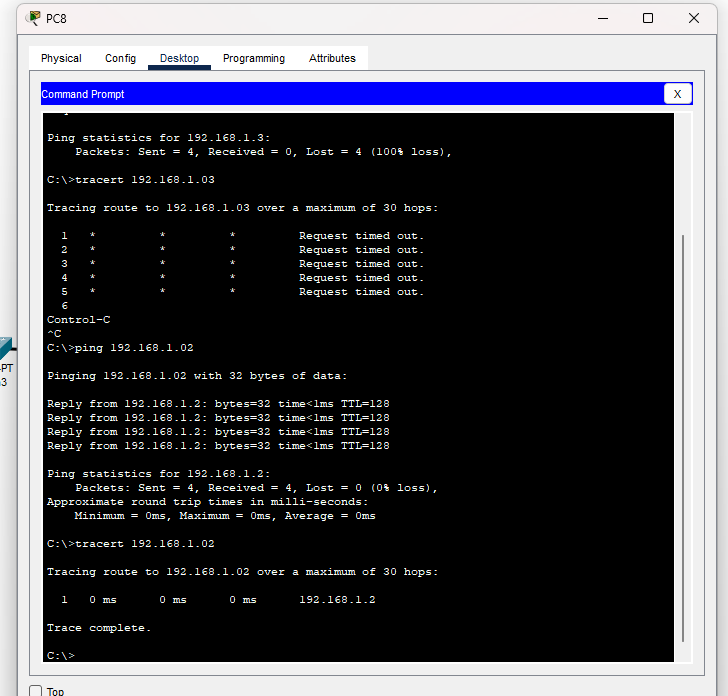 PC8
Physical Config Desktop Programming Attributes
Command Prompt
X
Ping statistics for 192.168.1.3:
Packets: Sent = 4, Received = 0, Lost = 4 (100% loss),
C:\>tracert 192.168.1.03
Tracing route to 192.168.1.03 over a maximum of 30 hops:
1 * * * Request timed out.
2 * * * Request timed out.
3 * * * Request timed out.
4 * * * Request timed out.
5 * * * Request timed out.
6
Control-C
^C
C:\>ping 192.168.1.02
Pinging 192.168.1.02 with 32 bytes of data:
Reply from 192.168.1.2: bytes=32 time<1ms TTL=128
Reply from 192.168.1.2: bytes=32 time<1ms TTL=128
Reply from 192.168.1.2: bytes=32 time<1ms TTL=128
Reply from 192.168.1.2: bytes=32 time<1ms TTL=128
Ping statistics for 192.168.1.2:
Packets: Sent = 4, Received = 4, Lost = 0 (0% loss),
Approximate round trip times in milli-seconds:
Minimum = 0ms, Maximum = 0ms, Average = 0ms
C:\>tracert 192.168.1.02
Tracing route to 192.168.1.02 over a maximum of 30 hops:
1 0 ms 0 ms 0 ms 192.168.1.2
Trace complete.
C:\>
Top
-PT
3